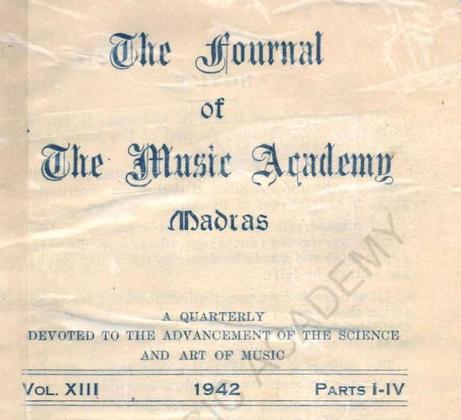 The Journal
of
The Music Academy
Madras
A QUARTERLY
DEVOTED TO THE ADVANCEMENT OF THE SCIENCE
AND ART OF MUSIC
VOL. XIII 1942 PARTS I-IV